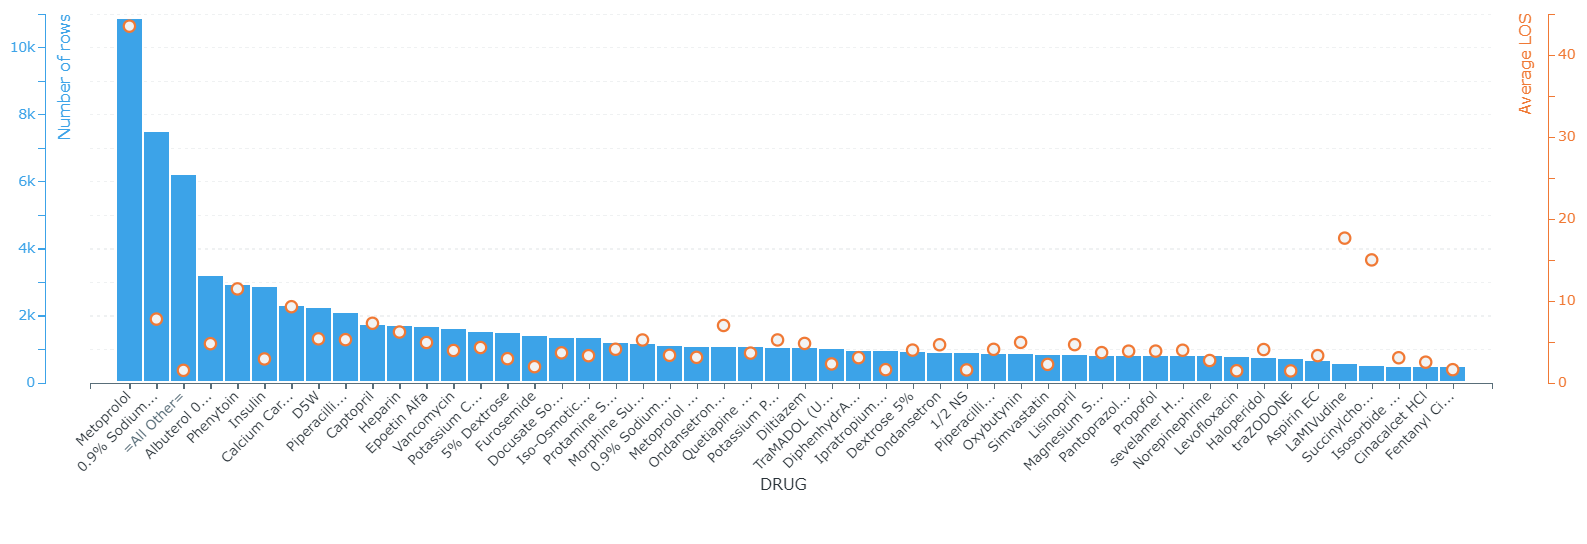 10k
8k
6k
4k
2k
0
Number of rows
Average LOS
40
30
20
10
0
Metoprolol
0.9% Sodium...
=All Other=
Albuterol 0...
Phenytoin
Insulin
Calcium Car...
D5W
Piperacilli...
Captopril
Heparin
Epoetin Alfa
Vancomycin
Potassium C...
5% Dextrose
Furosemide
Docusate So...
Iso-Osmotic...
Protamine S...
Morphine Su...
0.9% Sodium...
Metoprolol ...
Ondansetron...
Quetiapine ...
Potassium P...
Diltiazem
TraMADOL (U...
DiphenhydrA...
Ipratropium...
Dextrose 5%
Ondansetron
1/2 NS
Piperacilli...
Oxybutynin
Simvastatin
Lisinopril
Magnesium S...
Pantoprazol...
Propofol
sevelamer H...
Norepinephrine
Levofloxacin
Haloperidol
traZODONE
Aspirin EC
LaMIVudine
Succinylcho...
Isosorbide ...
Cinacalcet HCl
Fentanyl Ci...
DRUG